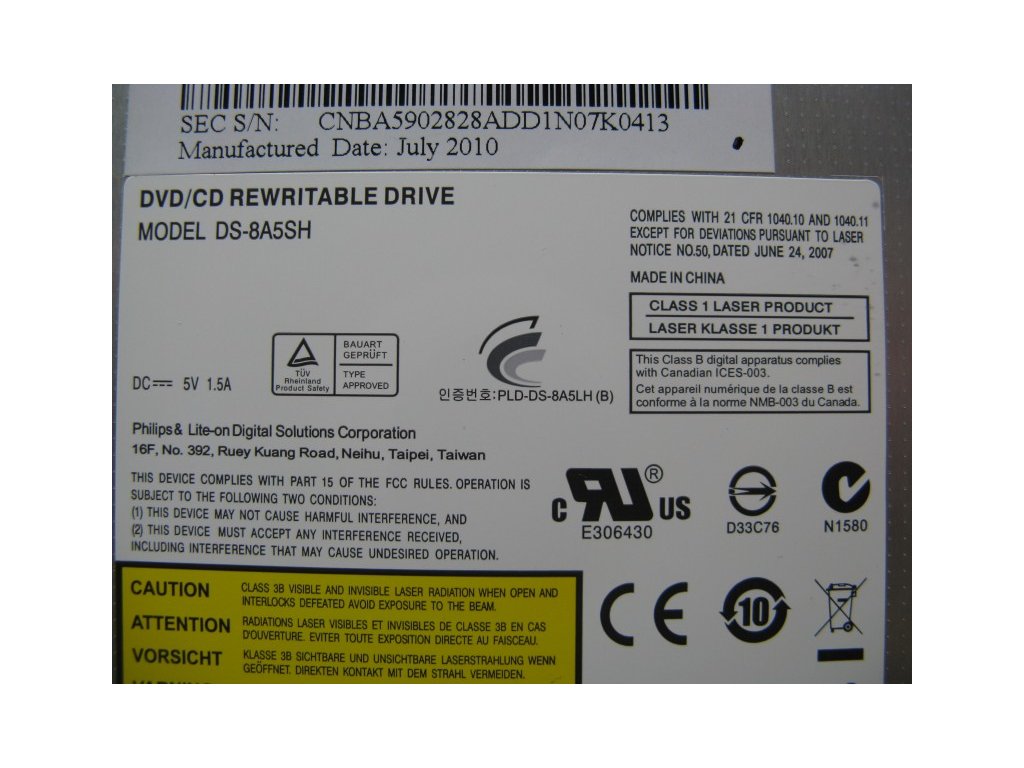 SEC S/N: CNBA5902828ADD1N07K0413
Manufactured Date: July 2010
DVD/CD REWRITABLE DRIVE
MODEL DS-8A5SH
COMPLIES WITH 21 CFR 1040.10 AND 1040.11
EXCEPT FOR DEVIATIONS PURSUANT TO LASER
NOTICE NO.50, DATED JUNE 24, 2007
MADE IN CHINA
CLASS 1 LASER PRODUCT
LASER KLASSE 1 PRODUKT
This Class B digital apparatus complies
with Canadian ICES-003.
Cet appareil numérique de la classe B est
conforme à la norme NMB-003 du Canada.
DC 5V 1.5A
TÜV
Rheinland
Product Safety
BAUART
GEPRÜFT
TYPE
APPROVED
인증번호:PLD-DS-8A5LH (B)
Philips & Lite-on Digital Solutions Corporation
16F, No. 392, Ruey Kuang Road, Neihu, Taipei, Taiwan
THIS DEVICE COMPLIES WITH PART 15 OF THE FCC RULES. OPERATION IS
SUBJECT TO THE FOLLOWING TWO CONDITIONS:
(1) THIS DEVICE MAY NOT CAUSE HARMFUL INTERFERENCE, AND
(2) THIS DEVICE MUST ACCEPT ANY INTERFERENCE RECEIVED,
INCLUDING INTERFERENCE THAT MAY CAUSE UNDESIRED OPERATION.
c RU ® US
E306430
D33C76
N1580
CE
10
CAUTION CLASS 3B VISIBLE AND INVISIBLE LASER RADIATION WHEN OPEN AND
INTERLOCKS DEFEATED AVOID EXPOSURE TO THE BEAM.
ATTENTION RADIATIONS LASER VISIBLES ET INVISIBLES DE CLASSE 3B EN CAS
D'OUVERTURE. EVITER TOUTE EXPOSITION DIRECTE AU FAISCEAU.
VORSICHT KLASSE 3B SICHTBARE UND UNSICHTBARE LASERSTRAHLUNG WENN
GEÖFFNET. DIREKTEN KONTAKT MIT DEM STRAHL VERMEIDEN.